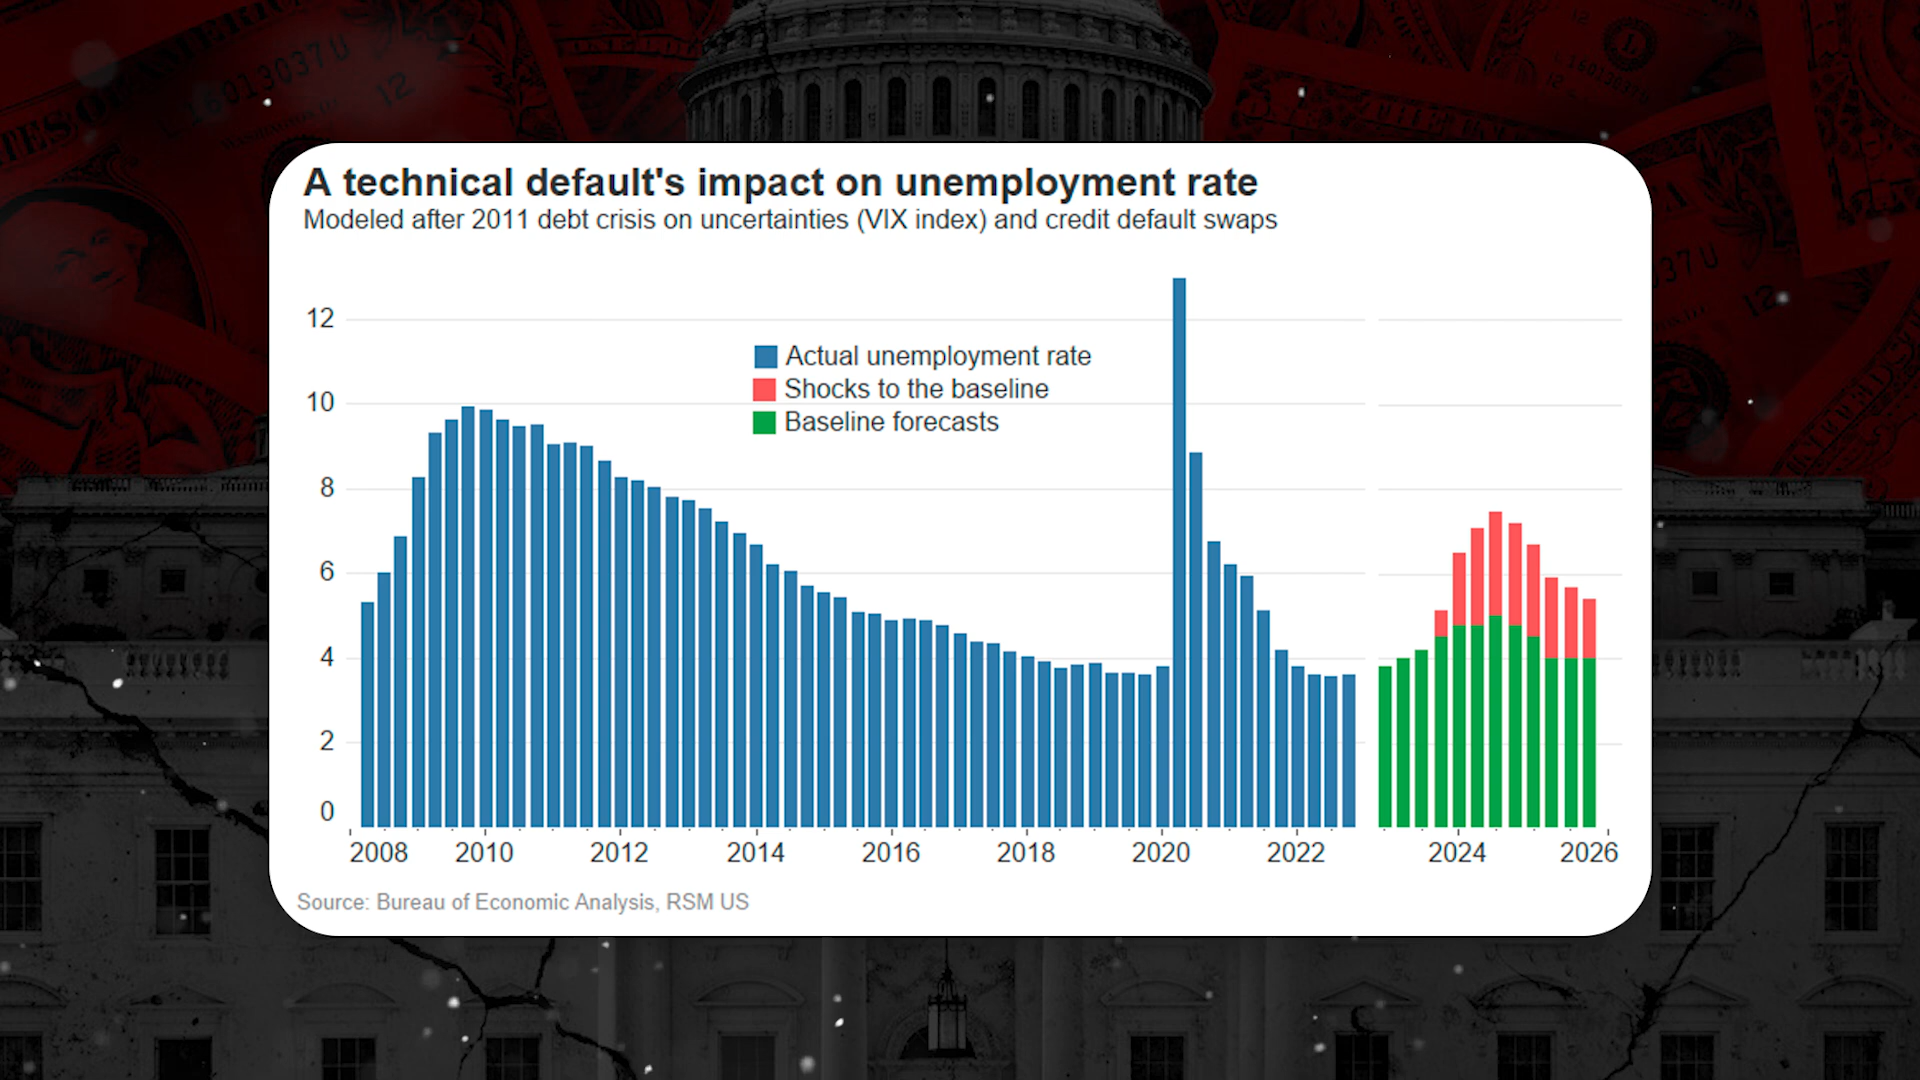 A technical default's impact on unemployment rate
Modeled after 2011 debt crisis on uncertainties (VIX index) and credit default swaps
12
10
8
6
4
2
0
Actual unemployment rate
Shocks to the baseline
Baseline forecasts
2008 2010 2012 2014 2016 2018 2020 2022 2024 2026
Source: Bureau of Economic Analysis, RSM US